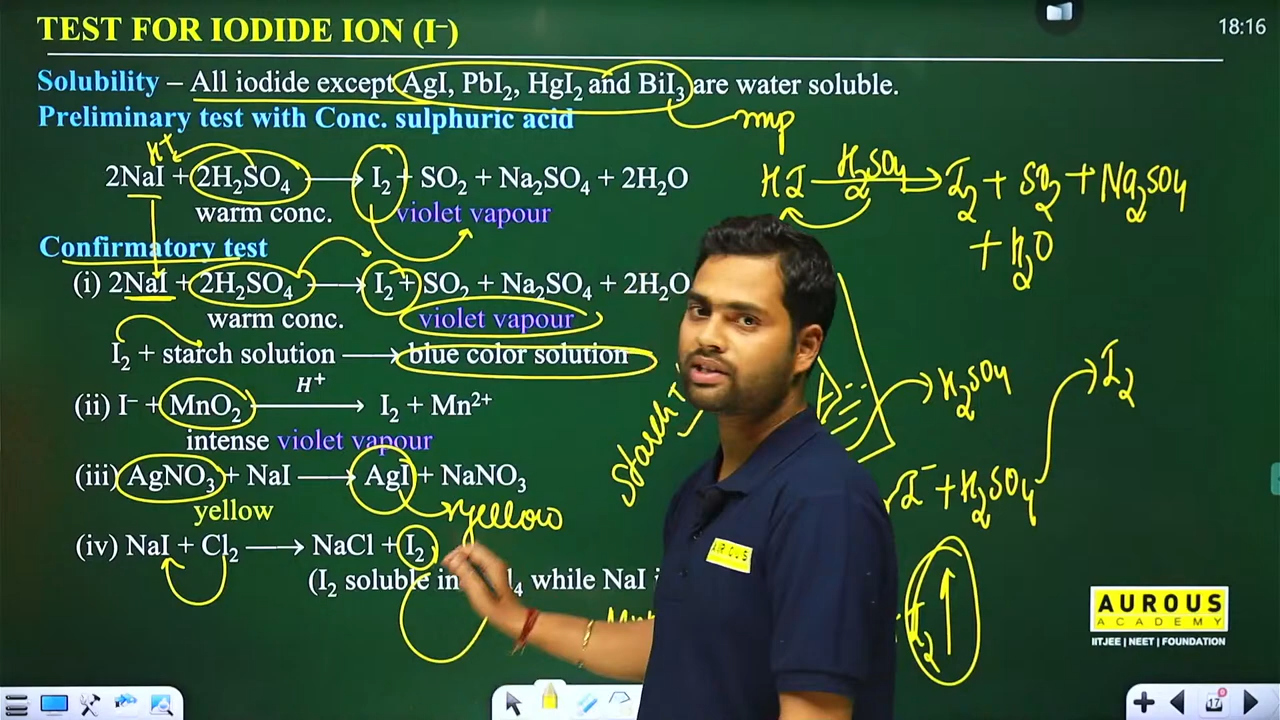 TEST FOR IODIDE ION (I⁻)
18:16
Solubility – All iodide except AgI, PbI₂, HgI₂ and BiI₃ are water soluble.
Preliminary test with Conc. sulphuric acid
imp
H⁺
2NaI + 2H₂SO₄ ⟶ I₂ + SO₂ + Na₂SO₄ + 2H₂O
warm conc. violet vapour
HI H₂SO₄ ⟶ I₂ + SO₂ + Na₂SO₄
+ H₂O
Confirmatory test
(i) 2NaI + 2H₂SO₄ ⟶ I₂ + SO₂ + Na₂SO₄ + 2H₂O
warm conc. violet vapour
I₂ + starch solution ⟶ blue color solution
H⁺
(ii) I⁻ + MnO₂ ⟶ I₂ + Mn²⁺
intense violet vapour
(iii) AgNO₃ + NaI ⟶ AgI + NaNO₃
yellow
yellow
(iv) NaI + Cl₂ ⟶ NaCl + I₂
(I₂ soluble in while NaI
starch
H₂SO₄
I₂
I⁻ + H₂SO₄
I₂ ↑
AUROUS
AUROUS
ACADEMY
IITJEE | NEET | FOUNDATION
17